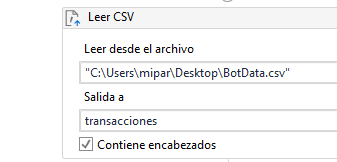 Leer CSV
Leer desde el archivo
"C:\Users\mipar\Desktop\BotData.csv"
Salida a
transacciones
Contiene encabezados